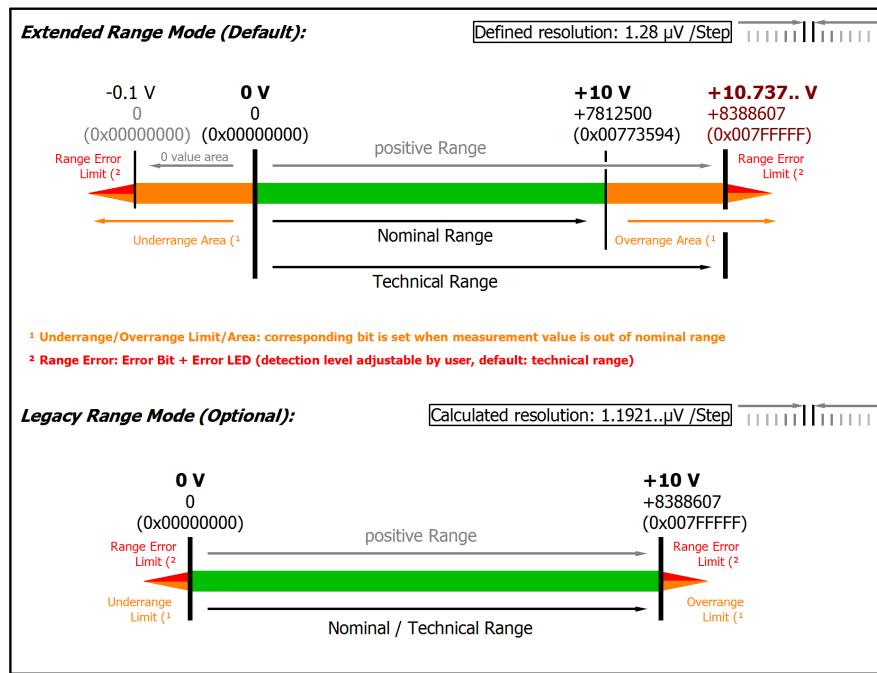 Extended Range Mode (Default):
Defined resolution: 1.28 µV /Step
-0.1 V
0
(0x00000000)
0 V
0
(0x00000000)
+10 V
+7812500
(0x00773594)
+10.737.. V
+8388607
(0x007FFFFF)
Range Error
Limit (²
0 value area
positive Range
Range Error
Limit (²
Underrange Area (¹
Nominal Range
Overrange Area (¹
Technical Range
¹ Underrange/Overrange Limit/Area: corresponding bit is set when measurement value is out of nominal range
² Range Error: Error Bit + Error LED (detection level adjustable by user, default: technical range)
Legacy Range Mode (Optional):
Calculated resolution: 1.1921..µV /Step
0 V
0
(0x00000000)
+10 V
+8388607
(0x007FFFFF)
Range Error
Limit (²
positive Range
Range Error
Limit (²
Underrange
Limit (¹
Nominal / Technical Range
Overrange
Limit (¹